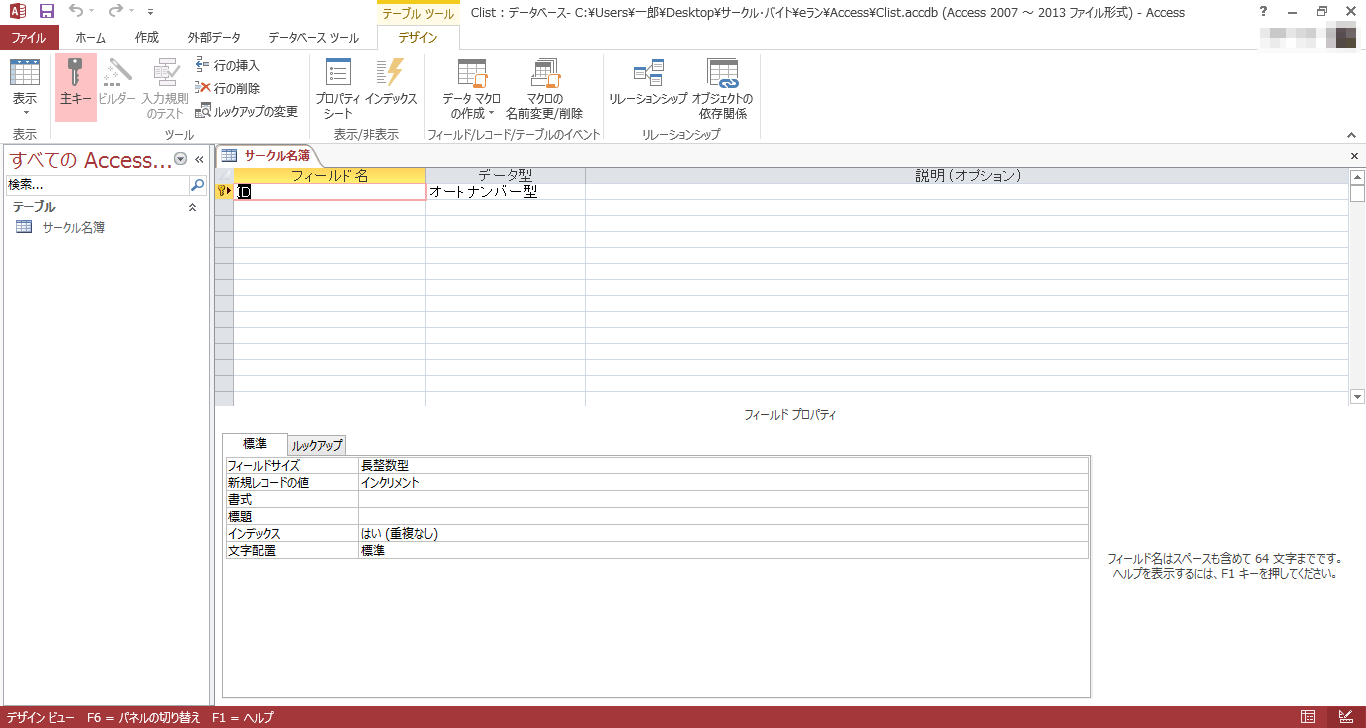 テーブル ツール
Clist : データベース- C:¥Users¥一郎¥Desktop¥サークル・バイト¥eラン¥Access¥Clist.accdb (Access 2007 ～ 2013 ファイル形式) - Access
ファイル ホーム 作成 外部データ データベース ツール デザイン
表示
主キー
ビルダー
入力規則
のテスト
行の挿入
行の削除
ルックアップの変更
プロパティ
シート
インデックス
データ マクロ
の作成
マクロの
名前変更/削除
リレーションシップ
オブジェクトの
依存関係
表示 ツール 表示/非表示 フィールド/レコード/テーブルのイベント リレーションシップ
すべての Access...
検索...
テーブル
サークル名簿
サークル名簿
フィールド名 データ型 説明 (オプション)
ID オートナンバー型
フィールド プロパティ
標準 ルックアップ
フィールドサイズ 長整数型
新規レコードの値 インクリメント
書式
標題
インデックス はい (重複なし)
文字配置 標準
フィールド名はスペースも含めて 64 文字までです。
ヘルプを表示するには、F1 キーを押してください。
デザイン ビュー F6 = パネルの切り替え F1 = ヘルプ